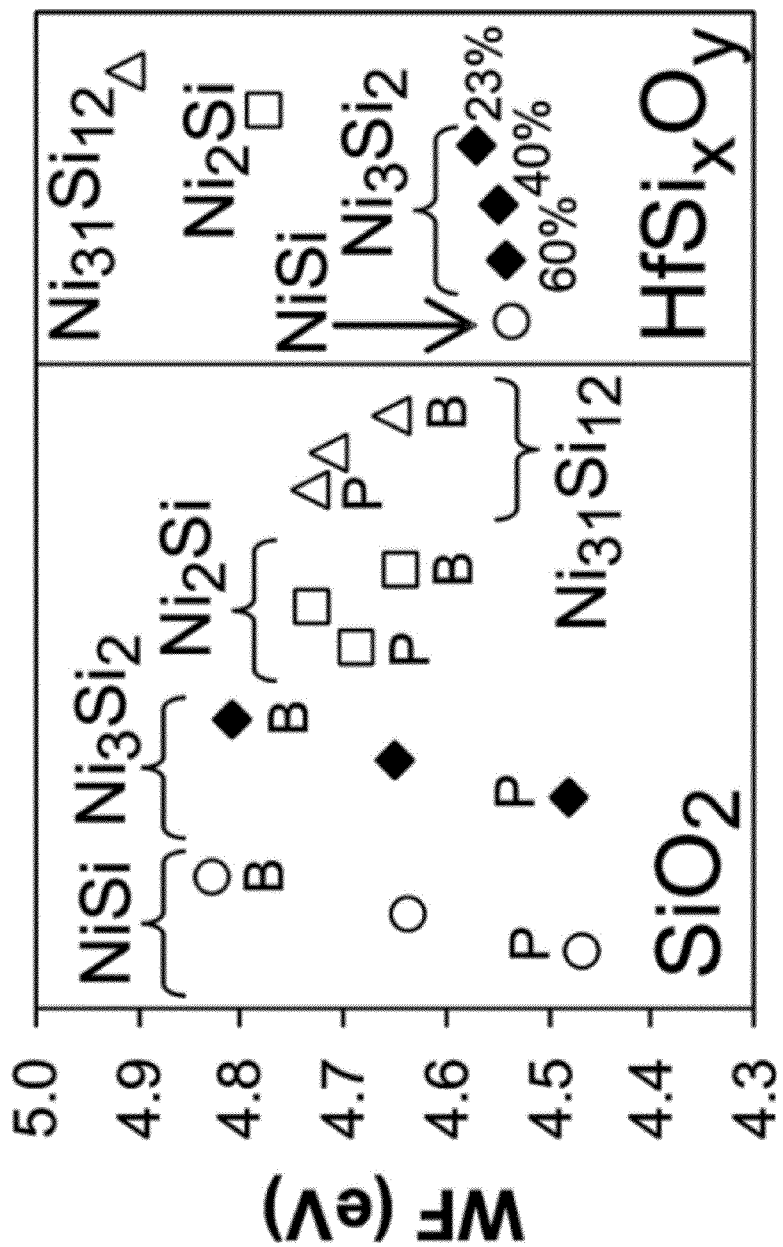 WF (eV)
5.0
4.9
4.8
4.7
4.6
4.5
4.4
4.3
NiSi
B
P
Ni3Si2
B
P
Ni2Si
P
B
P
B
Ni31Si12
SiO2
Ni31Si12
Ni2Si
NiSi
Ni3Si2
60%
40%
23%
HfSixOy